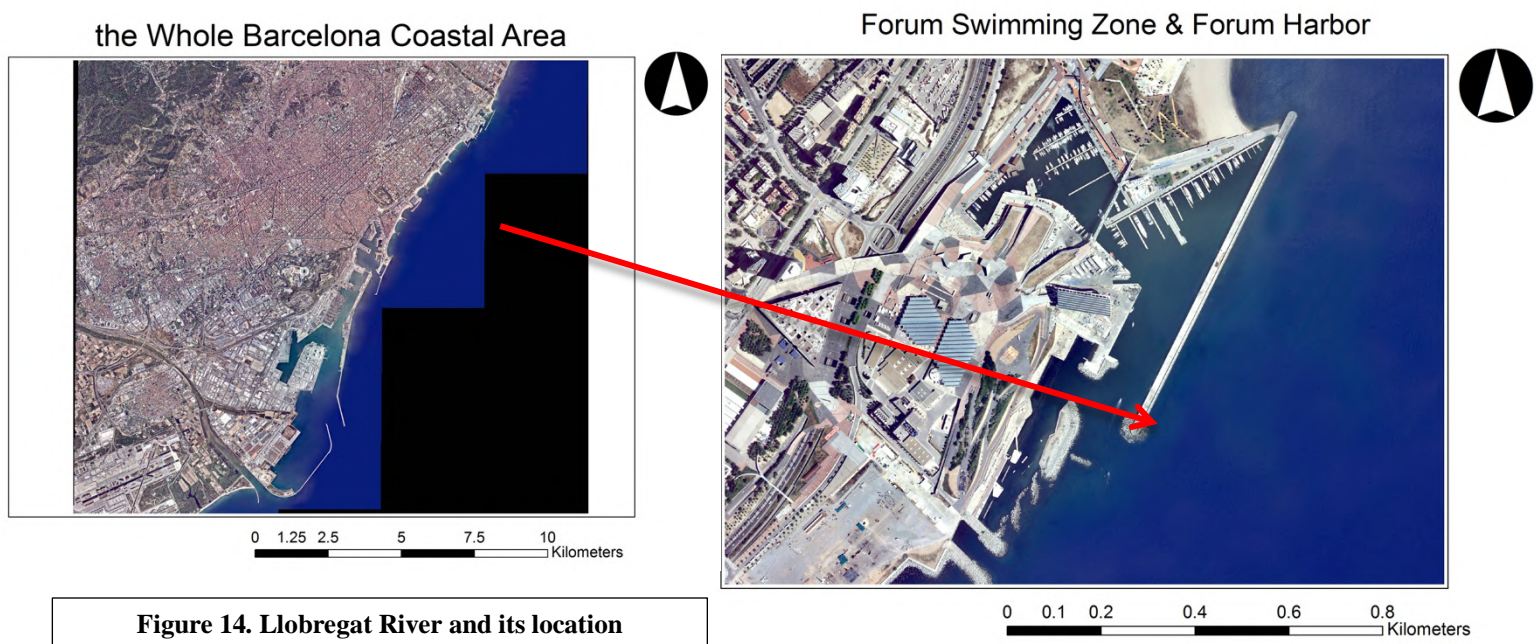 the Whole Barcelona Coastal Area
Forum Swimming Zone & Forum Harbor
0 1.25 2.5 5 7.5 10
Kilometers
Figure 14. Llobregat River and its location
0 0.1 0.2 0.4 0.6 0.8
Kilometers